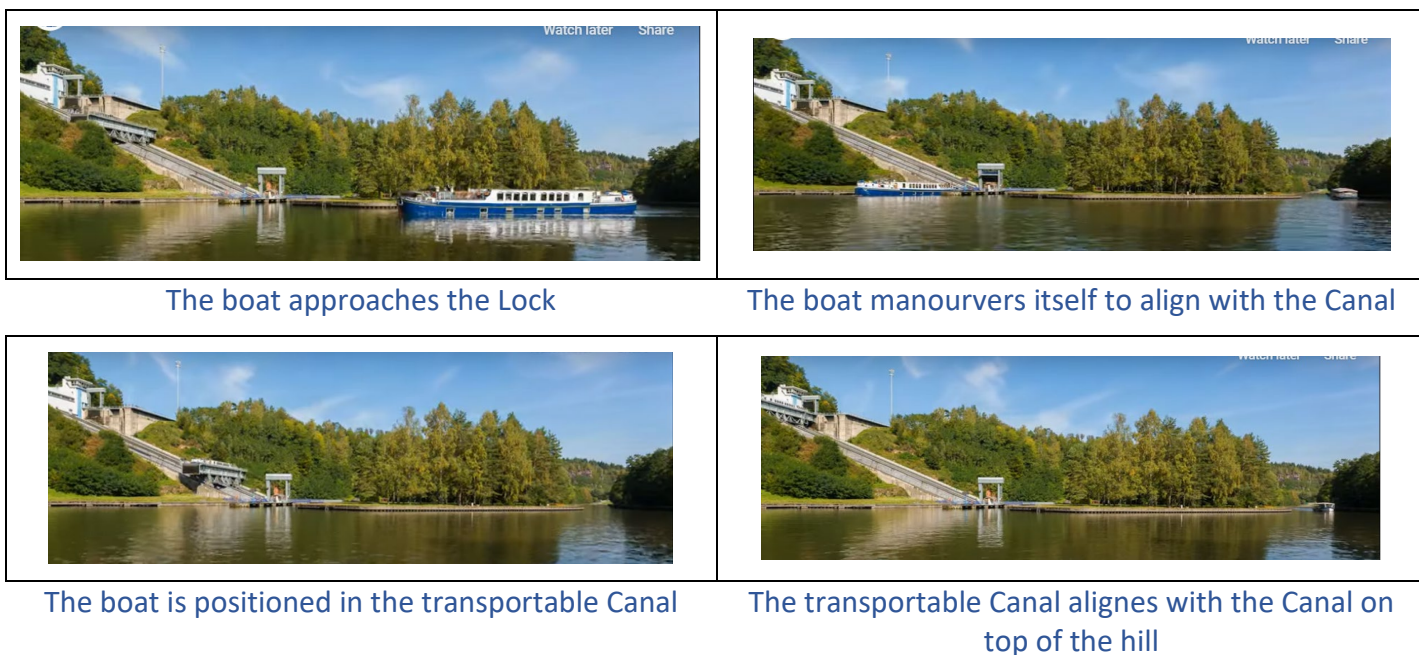 Watch later Share
Watch later Share
The boat approaches the Lock
The boat manourvers itself to align with the Canal
Watch later Share
The boat is positioned in the transportable Canal
The transportable Canal alignes with the Canal on
top of the hill